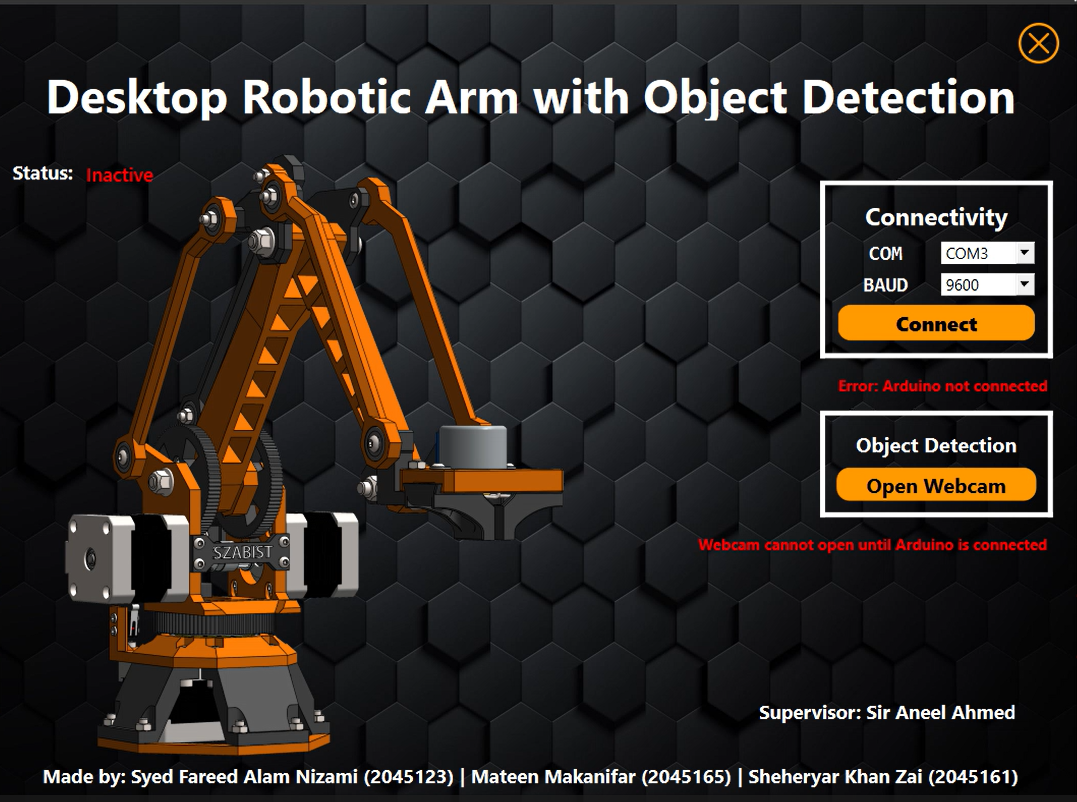 Desktop Robotic Arm with Object Detection
Status: Inactive
Connectivity
COM COM3
BAUD 9600
Connect
Error: Arduino not connected
Object Detection
Open Webcam
Webcam cannot open until Arduino is connected
SZABIST
Supervisor: Sir Aneel Ahmed
Made by: Syed Fareed Alam Nizami (2045123) | Mateen Makanifar (2045165) | Sheheryar Khan Zai (2045161)